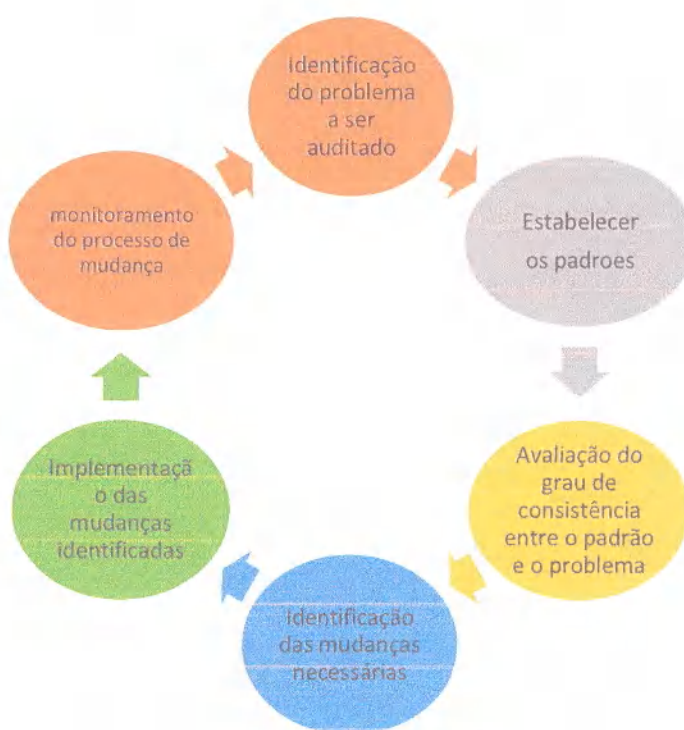 Identificação
do problema
a ser
auditado
Estabelecer
os padroes
Avaliação do
grau de
consistência
entre o padrão
e o problema
Identificação
das mudanças
necessárias
Implementaçã
o das
mudanças
identificadas
monitoramento
do processo de
mudança